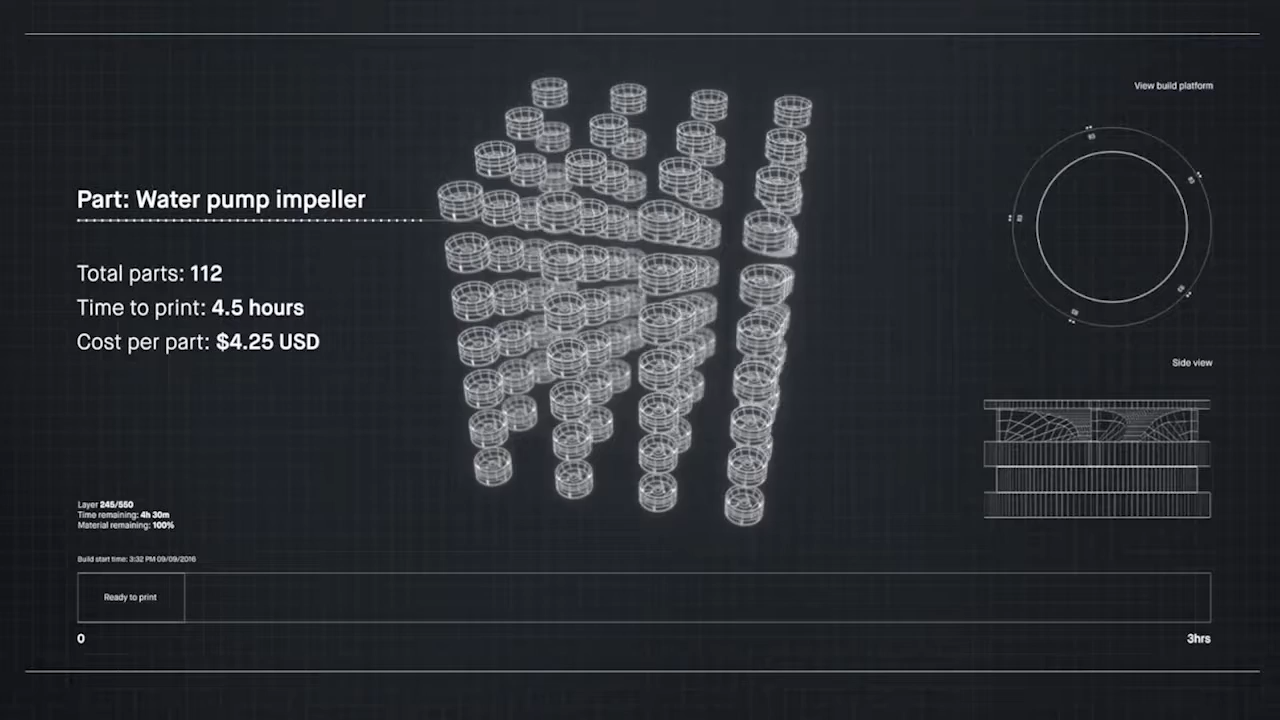 View build platform
Part: Water pump impeller
Total parts: 112
Time to print: 4.5 hours
Cost per part: $4.25 USD
Side view
Layer 245/550
Time remaining: 4h 30m
Material remaining: 100%
Build start time: 3:32 PM 09/09/2016
Ready to print
0
3hrs